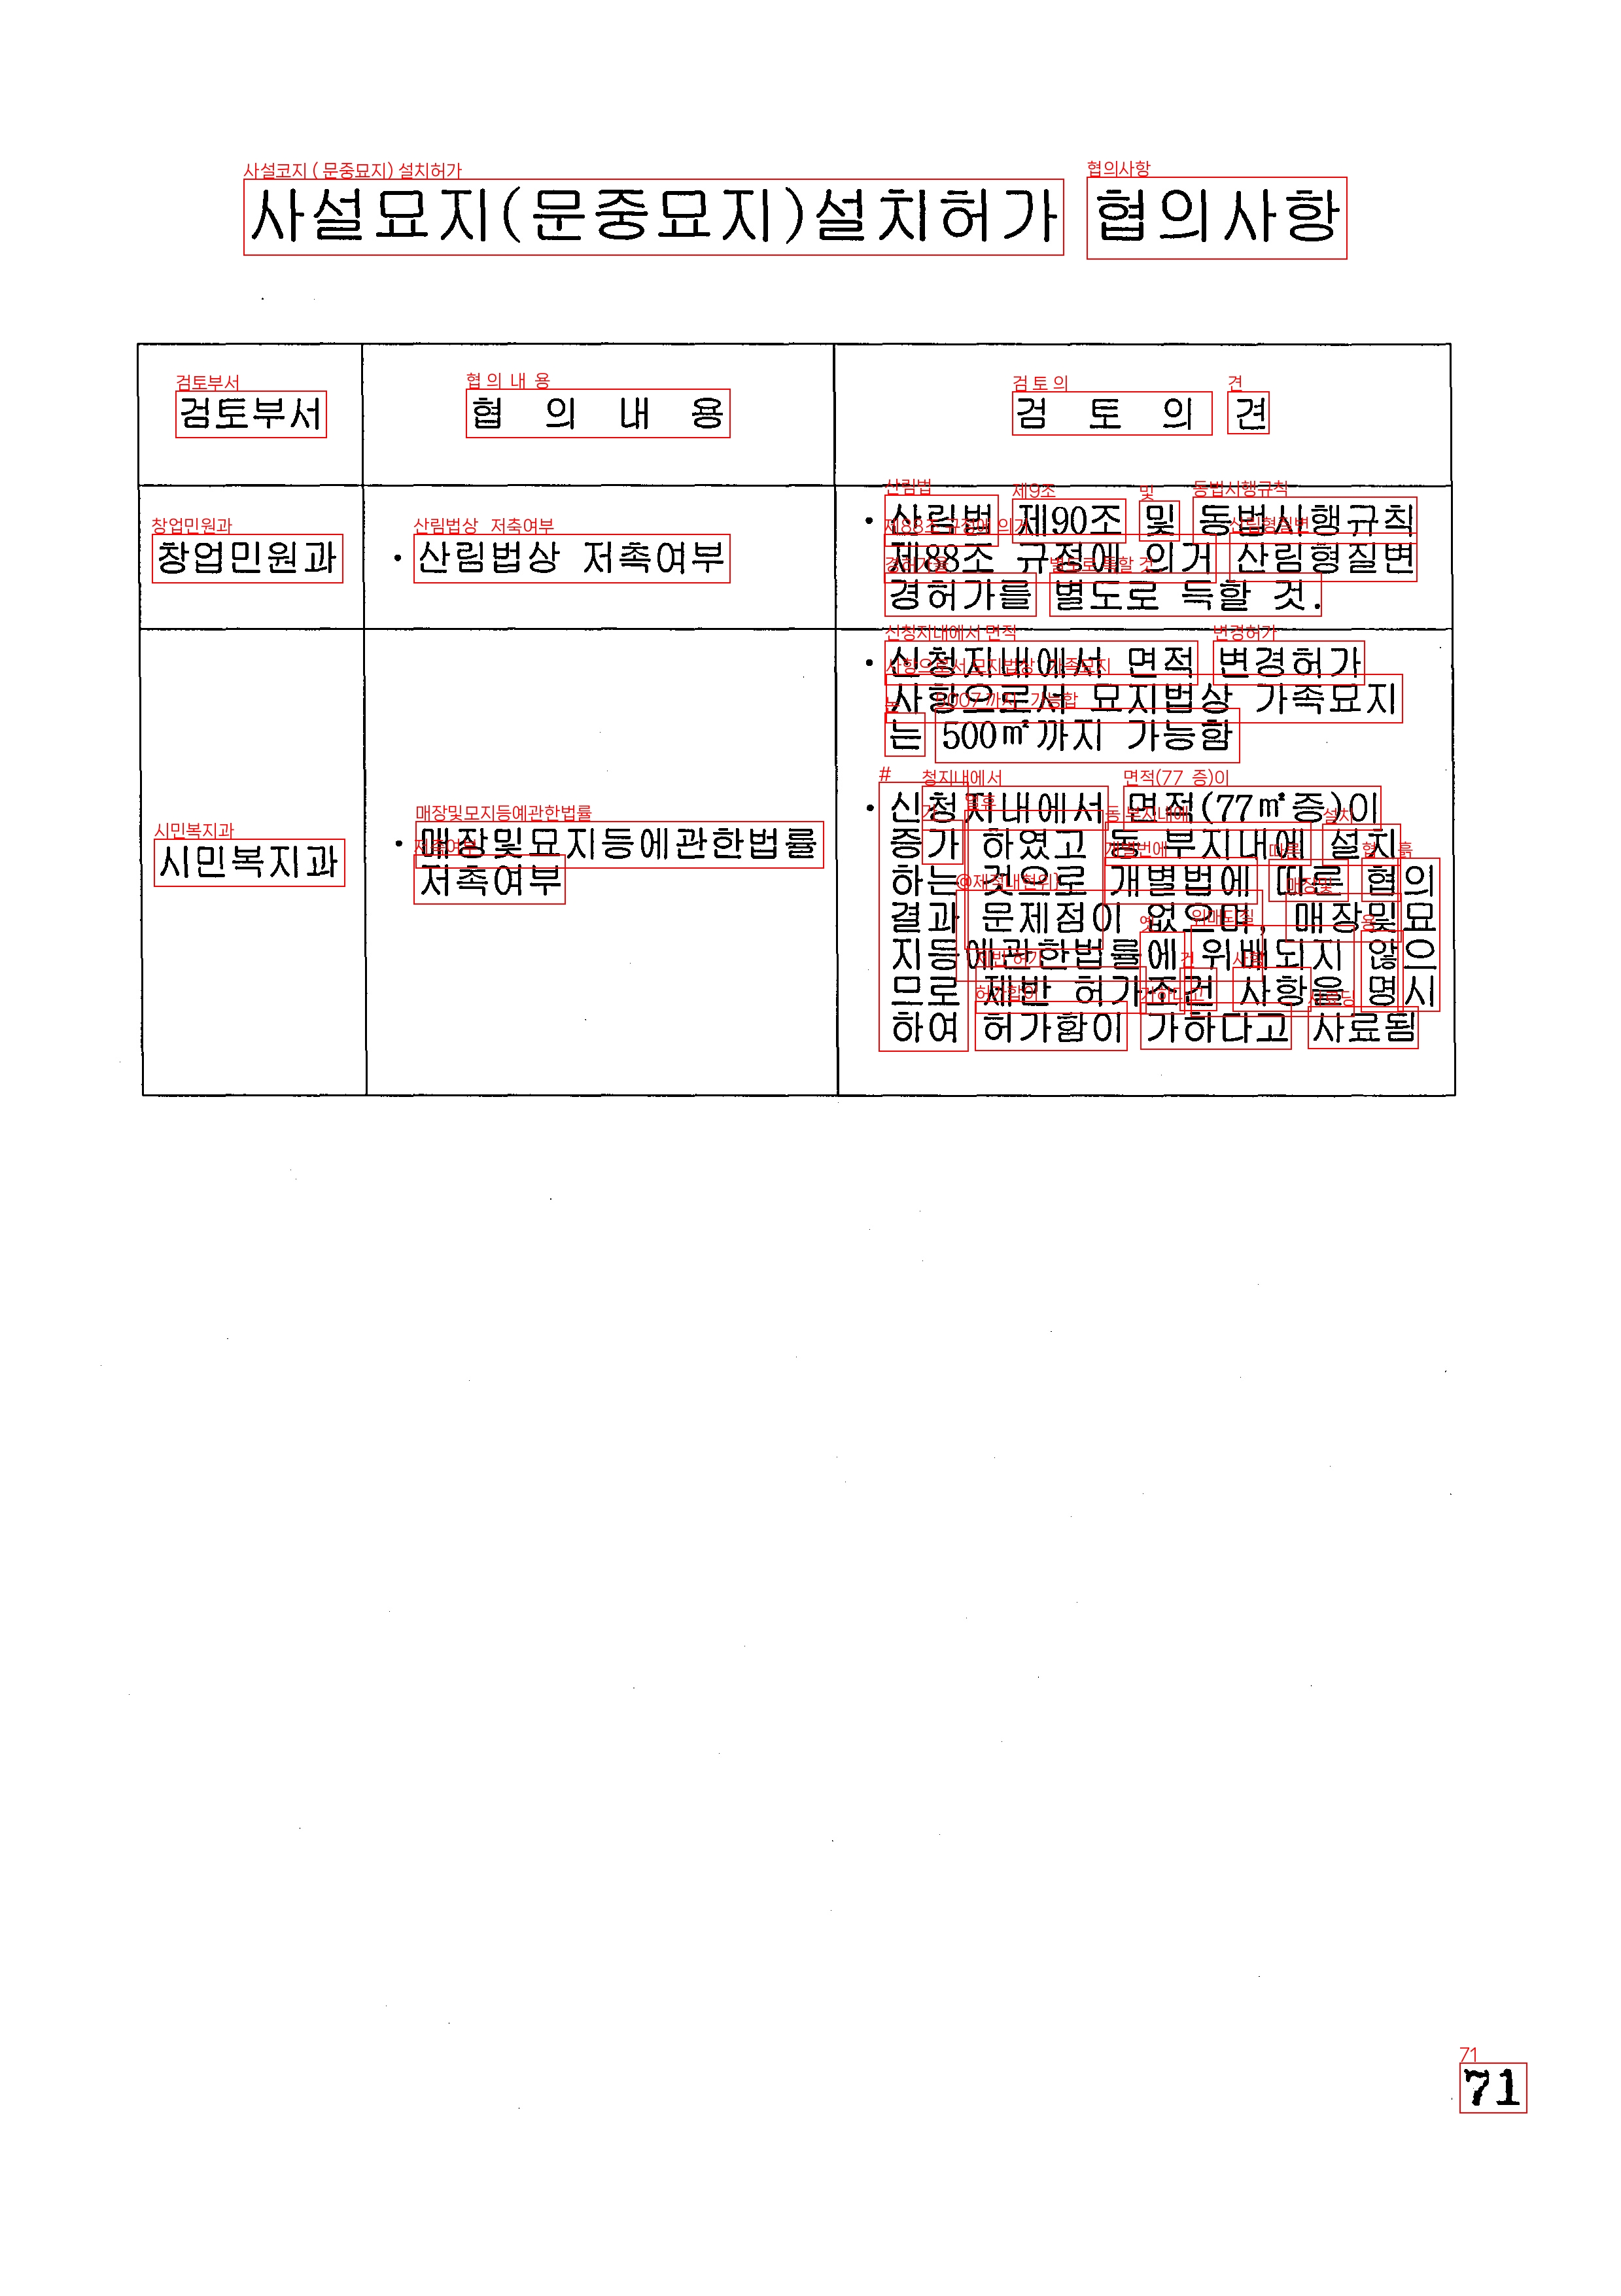 사설묘지(문중묘지)설치허가 협의사항
검토부서 협 의 내 용 검 토 의 견
창업민원과
· 산림법상 저촉여부
· 산림법 제90조 및 동법시행규칙
제88조 규정에 의거 산림형질변
경허가를 별도로 득할 것.
시민복지과
· 매장및묘지등에관한법률
저촉여부
· 신청지내에서 면적 변경허가
사항으로서 묘지법상 가족묘지
는 500㎡까지 가능함
· 신청지내에서 면적(77㎡증)이
증가 하였고 동 부지내에 설치
하는 것으로 개별법에 따른 협의
결과 문제점이 없으며, 매장및묘
지등에관한법률에 위배되지 않으
므로 제반 허가조건 사항을 명시
하여 허가함이 가하다고 사료됨
71